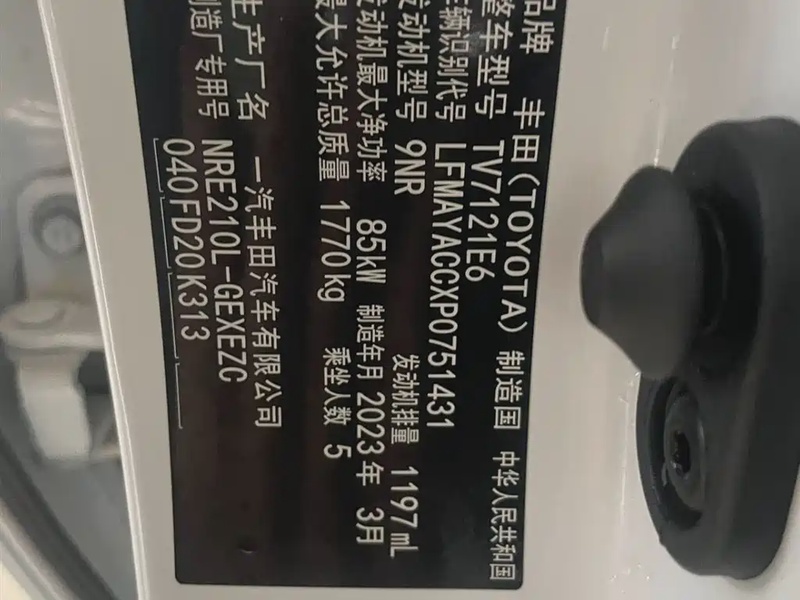 品牌 丰田(TOYOTA) 制造国 中华人民共和国
整车型号 TV7121E6
车辆识别代号 LFMAYACCXP0751431
发动机型号 9NR 发动机排量 1197mL
发动机最大净功率 85kW 制造年月 2023年 3月
最大允许总质量 1770kg 乘坐人数 5
生产厂名 一汽丰田汽车有限公司
制造厂专用号 NRE210L-GEXEZC
040FD20K313